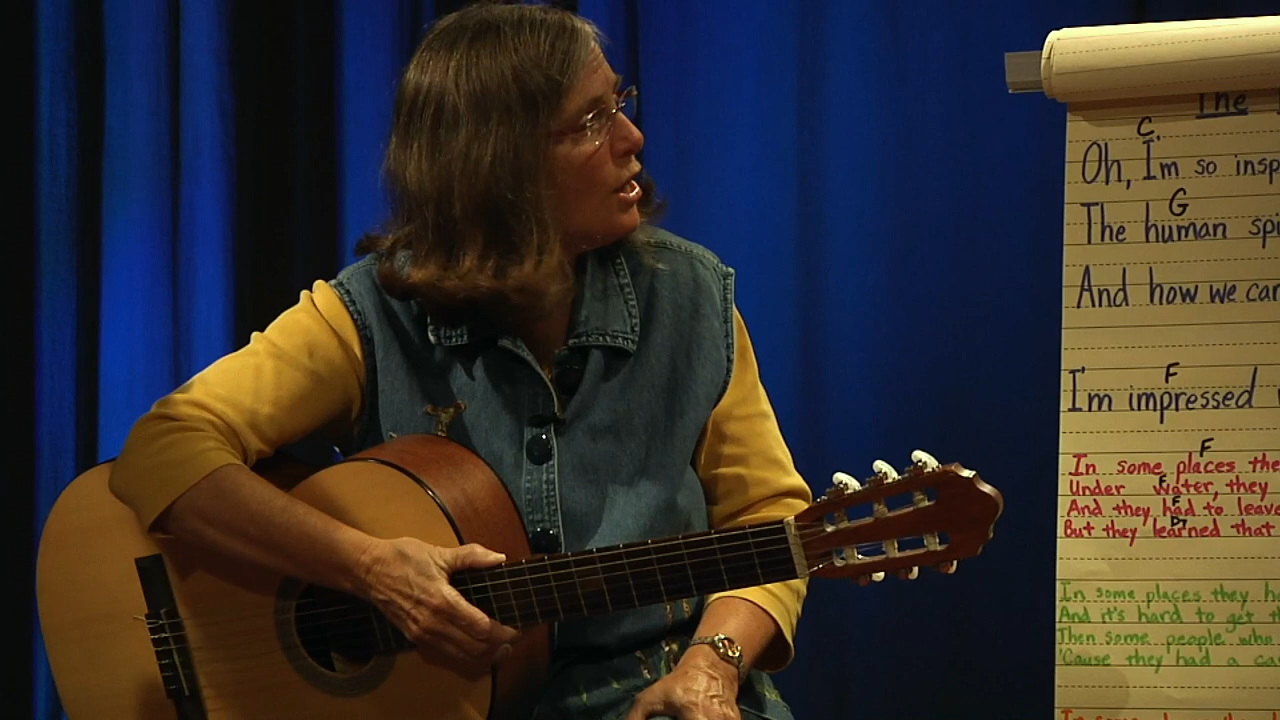 The
C
Oh, I'm so insp
G
The human spi
And how we can
F
I'm impressed
F
In some places the
F
Under water, they
F
And they had to leave
D7
But they learned that
In some places they h
And it's hard to get t
Then some people who
'Cause they had a ca